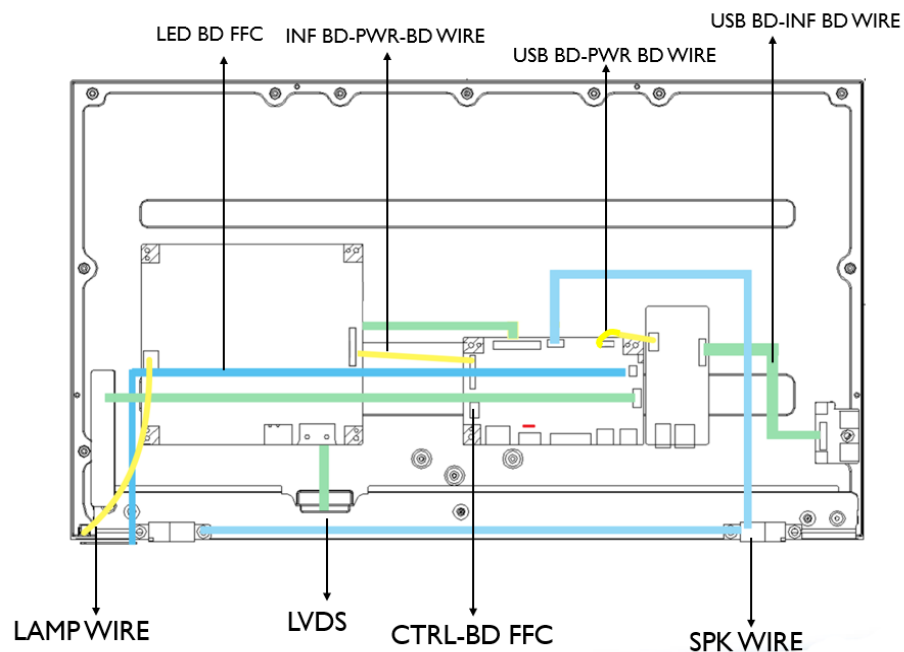 USB BD-INF BD WIRE
LED BD FFC
INF BD-PWR-BD WIRE
USB BD-PWR BD WIRE
LAMP WIRE
LVDS
CTRL-BD FFC
SPK WIRE